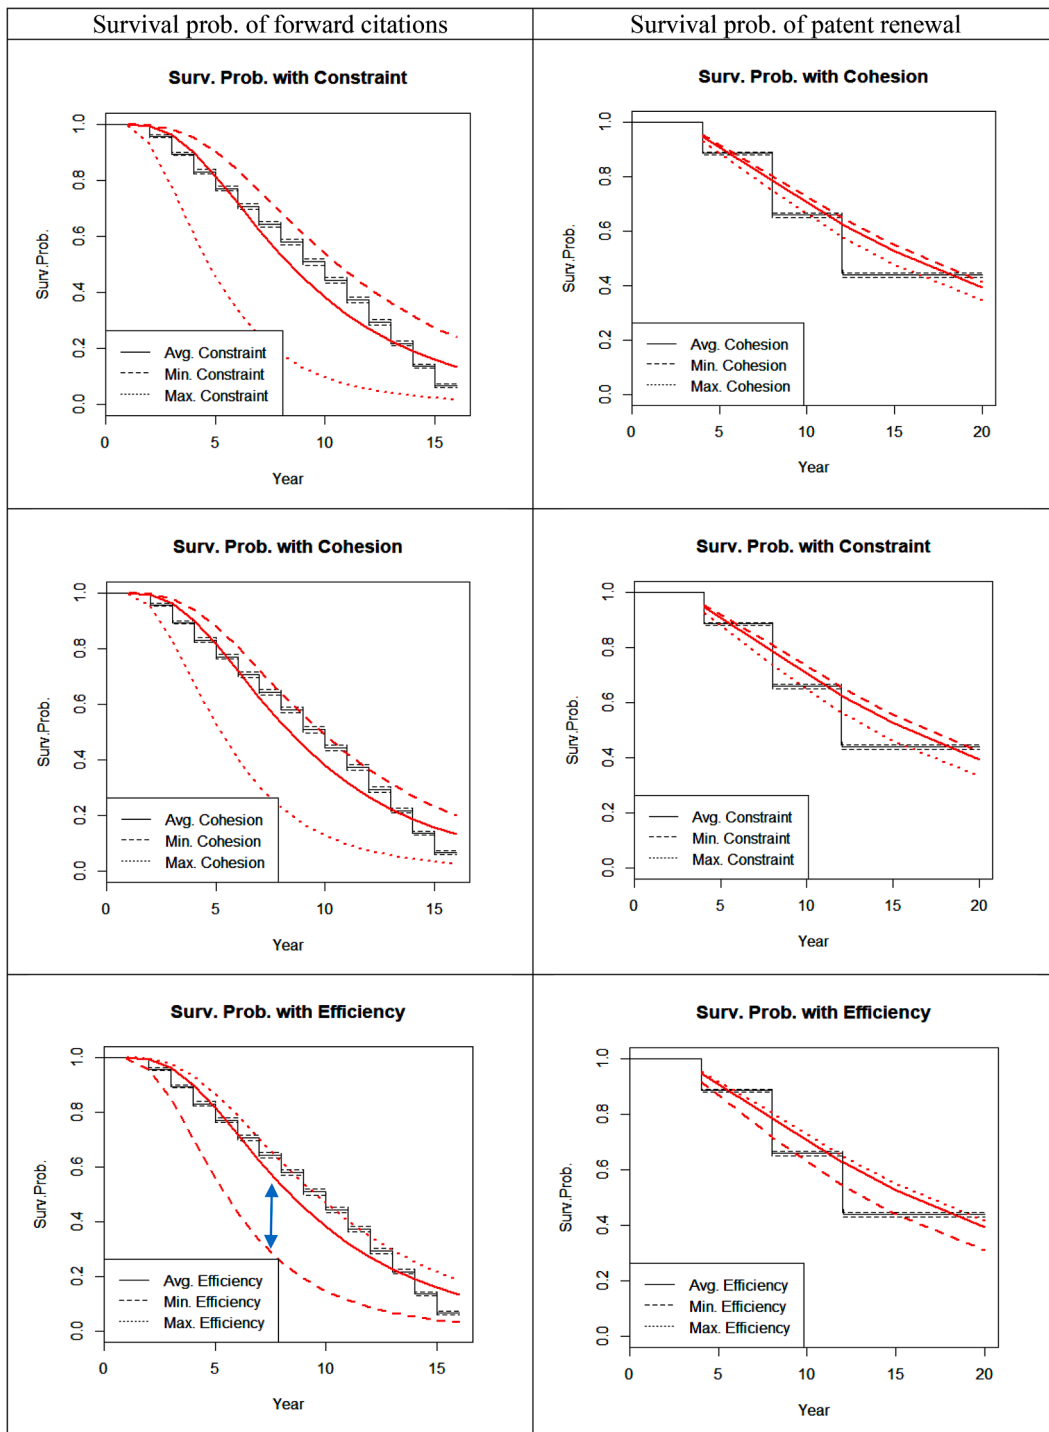 Survival prob. of forward citations
Survival prob. of patent renewal
Surv. Prob. with Constraint
Surv.Prob.
1.0
0.8
0.6
0.4
0.2
0.0
Avg. Constraint
Min. Constraint
Max. Constraint
0 5 10 15
Year
Surv. Prob. with Cohesion
Surv.Prob.
1.0
0.8
0.6
0.4
0.2
0.0
Avg. Cohesion
Min. Cohesion
Max. Cohesion
0 5 10 15 20
Year
Surv. Prob. with Cohesion
Surv.Prob.
1.0
0.8
0.6
0.4
0.2
0.0
Avg. Cohesion
Min. Cohesion
Max. Cohesion
0 5 10 15
Year
Surv. Prob. with Constraint
Surv.Prob.
1.0
0.8
0.6
0.4
0.2
0.0
Avg. Constraint
Min. Constraint
Max. Constraint
0 5 10 15 20
Year
Surv. Prob. with Efficiency
Surv.Prob.
1.0
0.8
0.6
0.4
0.2
0.0
Avg. Efficiency
Min. Efficiency
Max. Efficiency
0 5 10 15
Year
Surv. Prob. with Efficiency
Surv.Prob.
1.0
0.8
0.6
0.4
0.2
0.0
Avg. Efficiency
Min. Efficiency
Max. Efficiency
0 5 10 15 20
Year